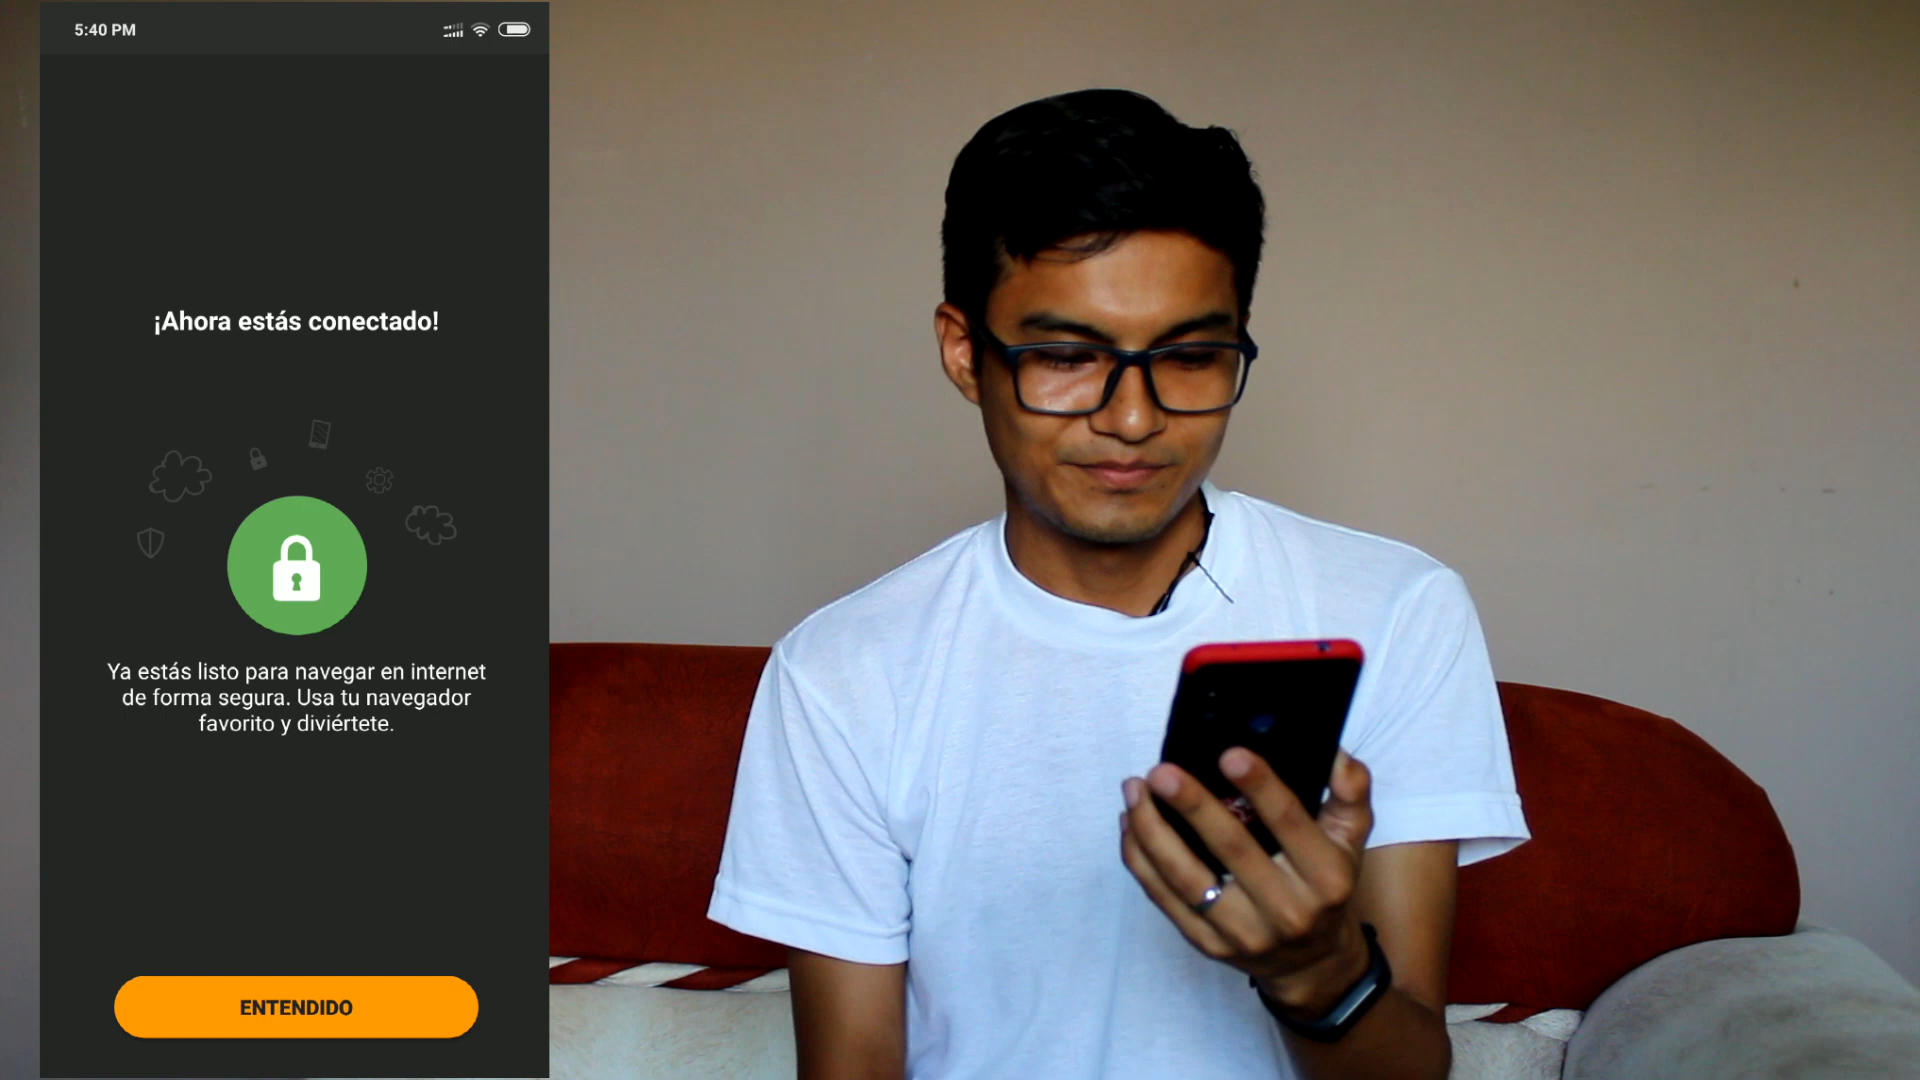 5:40 PM
¡Ahora estás conectado!
Ya estás listo para navegar en internet
de forma segura. Usa tu navegador
favorito y diviértete.
ENTENDIDO